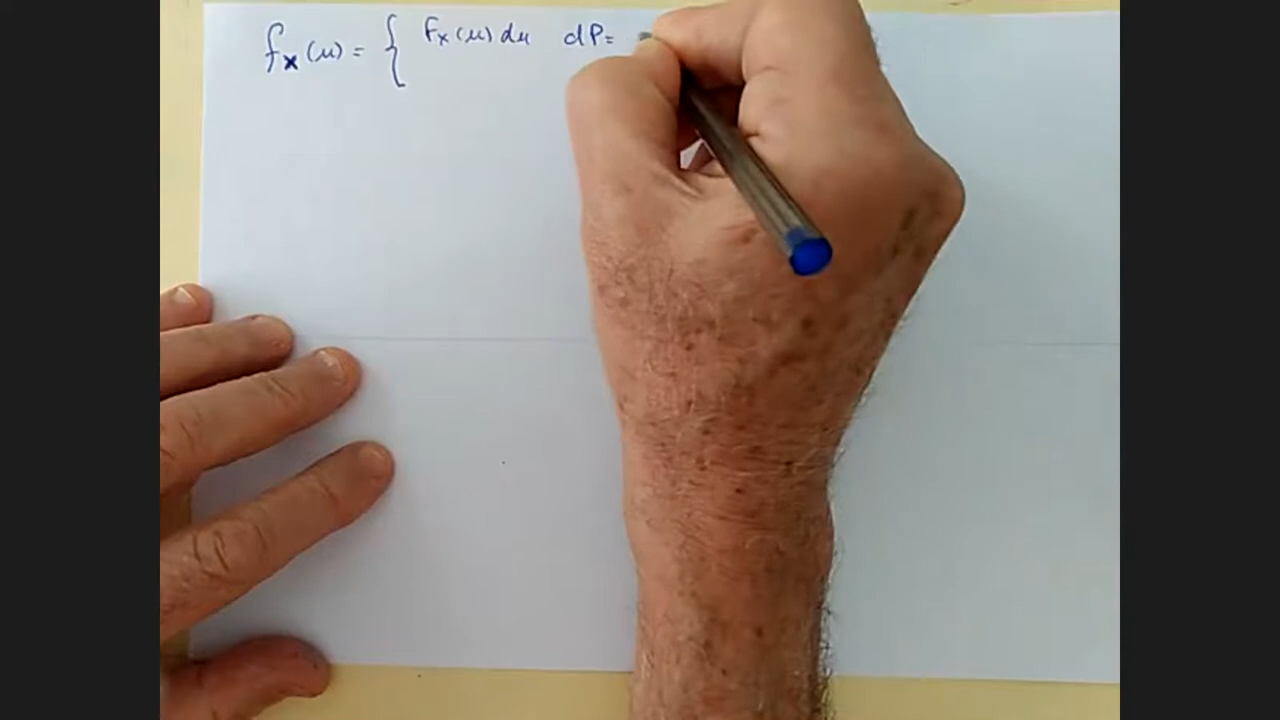 fx(u) = { fx(u) du dP=